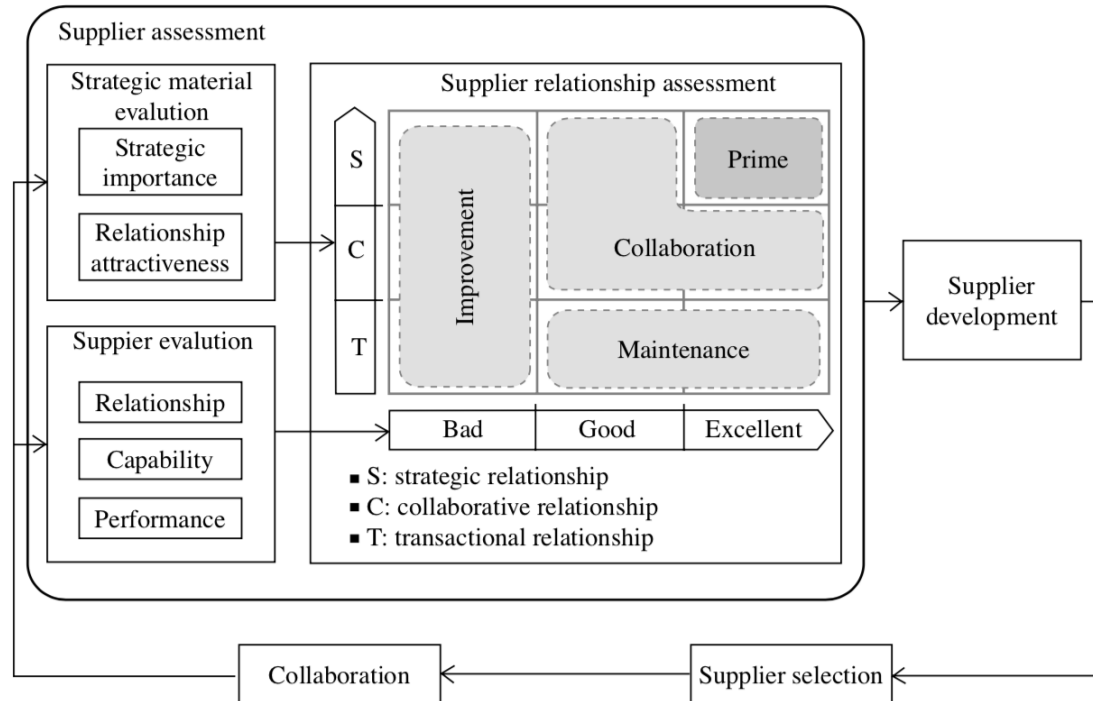 Supplier assessment
Strategic material
evalution
Strategic
importance
Relationship
attractiveness
Suppier evalution
Relationship
Capability
Performance
Supplier relationship assessment
S
C
T
Improvement
Prime
Collaboration
Maintenance
Bad
Good
Excellent
▪ S: strategic relationship
▪ C: collaborative relationship
▪ T: transactional relationship
Supplier
development
Collaboration
Supplier selection